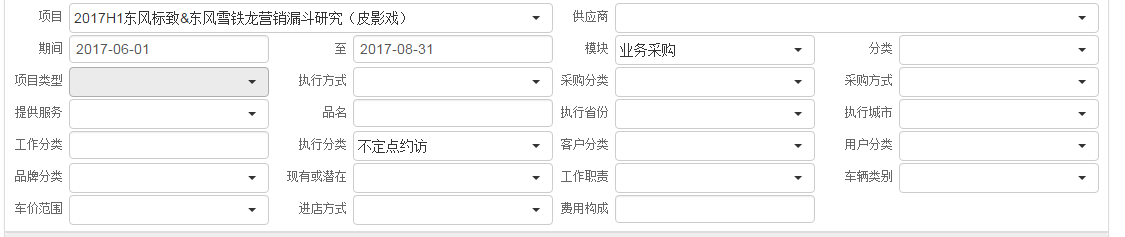 项目 2017H1东风标致&东风雪铁龙营销漏斗研究（皮影戏） 供应商
期间 2017-06-01 至 2017-08-31 模块 业务采购 分类
项目类型 执行方式 采购分类 采购方式
提供服务 品名 执行省份 执行城市
工作分类 执行分类 不定点约访 客户分类 用户分类
品牌分类 现有或潜在 工作职责 车辆类别
车价范围 进店方式 费用构成